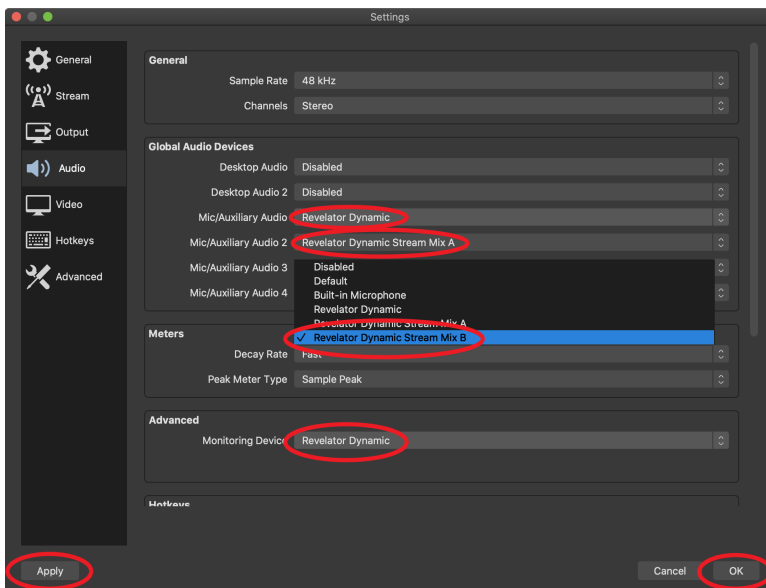 Settings
General
Stream
Output
Audio
Video
Hotkeys
Advanced
General
Sample Rate 48 kHz
Channels Stereo
Global Audio Devices
Desktop Audio Disabled
Desktop Audio 2 Disabled
Mic/Auxiliary Audio Revelator Dynamic
Mic/Auxiliary Audio 2 Revelator Dynamic Stream Mix A
Mic/Auxiliary Audio 3
Mic/Auxiliary Audio 4
Disabled
Default
Built-in Microphone
Revelator Dynamic
Revelator Dynamic Stream Mix A
✓ Revelator Dynamic Stream Mix B
Meters
Decay Rate Fast
Peak Meter Type Sample Peak
Advanced
Monitoring Device Revelator Dynamic
Hotkeys
Apply
Cancel
OK